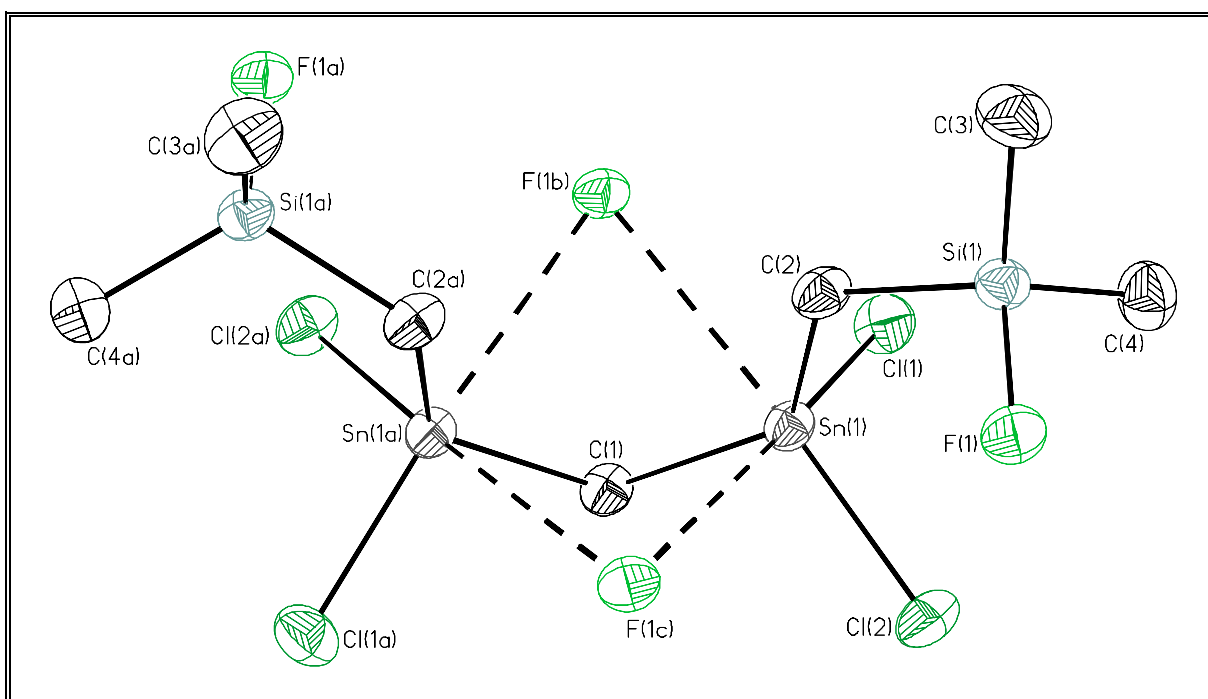 F(1a)
C(3a)
C(3)
F(1b)
Si(1a)
Si(1)
C(2)
C(2a)
Cl(2a)
C(4a)
C(4)
Cl(1)
Sn(1a)
Sn(1)
C(1)
F(1)
Cl(1a)
F(1c)
Cl(2)